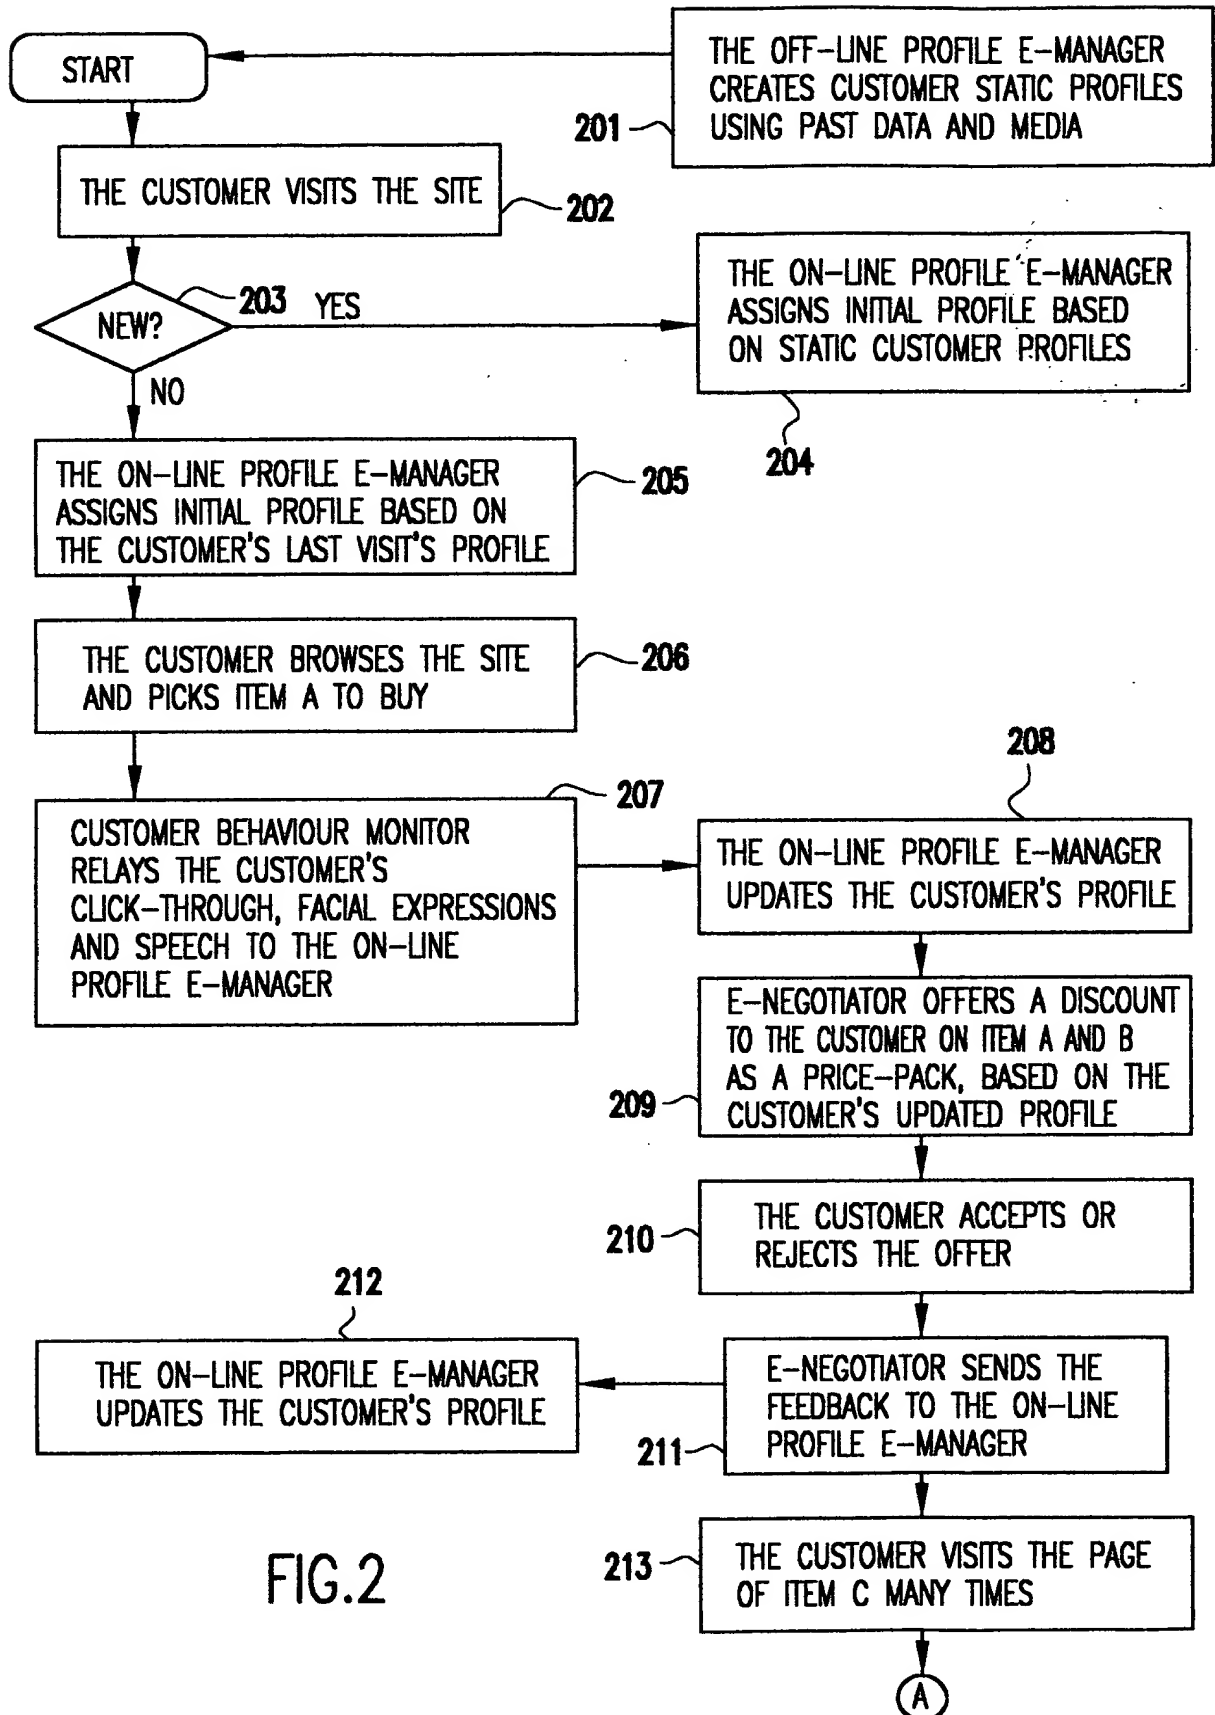 START
THE OFF-LINE PROFILE E-MANAGER
CREATES CUSTOMER STATIC PROFILES
USING PAST DATA AND MEDIA
201
THE CUSTOMER VISITS THE SITE
202
NEW?
203
YES
NO
THE ON-LINE PROFILE E-MANAGER
ASSIGNS INITIAL PROFILE BASED
ON STATIC CUSTOMER PROFILES
204
THE ON-LINE PROFILE E-MANAGER
ASSIGNS INITIAL PROFILE BASED ON
THE CUSTOMER'S LAST VISIT'S PROFILE
205
THE CUSTOMER BROWSES THE SITE
AND PICKS ITEM A TO BUY
206
CUSTOMER BEHAVIOUR MONITOR
RELAYS THE CUSTOMER'S
CLICK-THROUGH, FACIAL EXPRESSIONS
AND SPEECH TO THE ON-LINE
PROFILE E-MANAGER
207
208
THE ON-LINE PROFILE E-MANAGER
UPDATES THE CUSTOMER'S PROFILE
E-NEGOTIATOR OFFERS A DISCOUNT
TO THE CUSTOMER ON ITEM A AND B
AS A PRICE-PACK, BASED ON THE
CUSTOMER'S UPDATED PROFILE
209
THE CUSTOMER ACCEPTS OR
REJECTS THE OFFER
210
E-NEGOTIATOR SENDS THE
FEEDBACK TO THE ON-LINE
PROFILE E-MANAGER
211
212
THE ON-LINE PROFILE E-MANAGER
UPDATES THE CUSTOMER'S PROFILE
THE CUSTOMER VISITS THE PAGE
OF ITEM C MANY TIMES
213
A
FIG.2